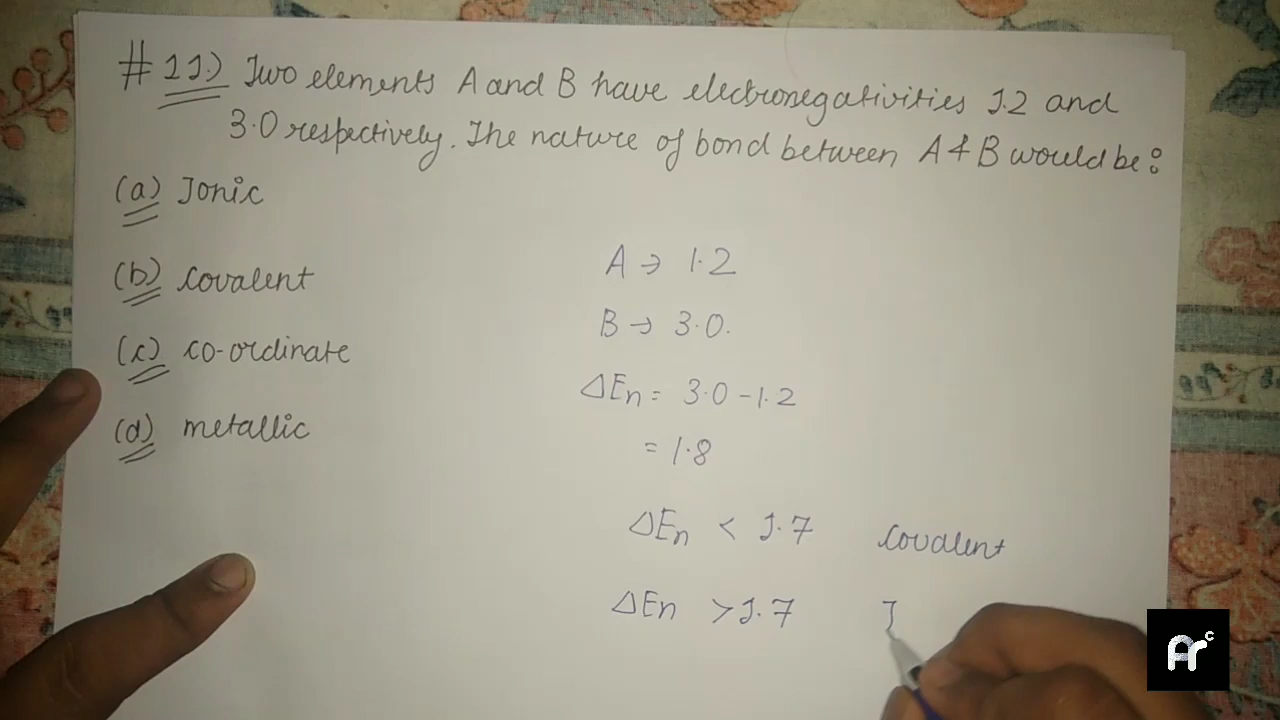 # 11.) Two elements A and B have electronegativities 1.2 and
3.0 respectively. The nature of bond between A & B would be:
(a) Ionic
(b) covalent
(c) co-ordinate
(d) metallic
A → 1.2
B → 3.0.
ΔEn = 3.0 - 1.2
= 1.8
ΔEn < 1.7 covalent
ΔEn > 1.7 I
Ar c